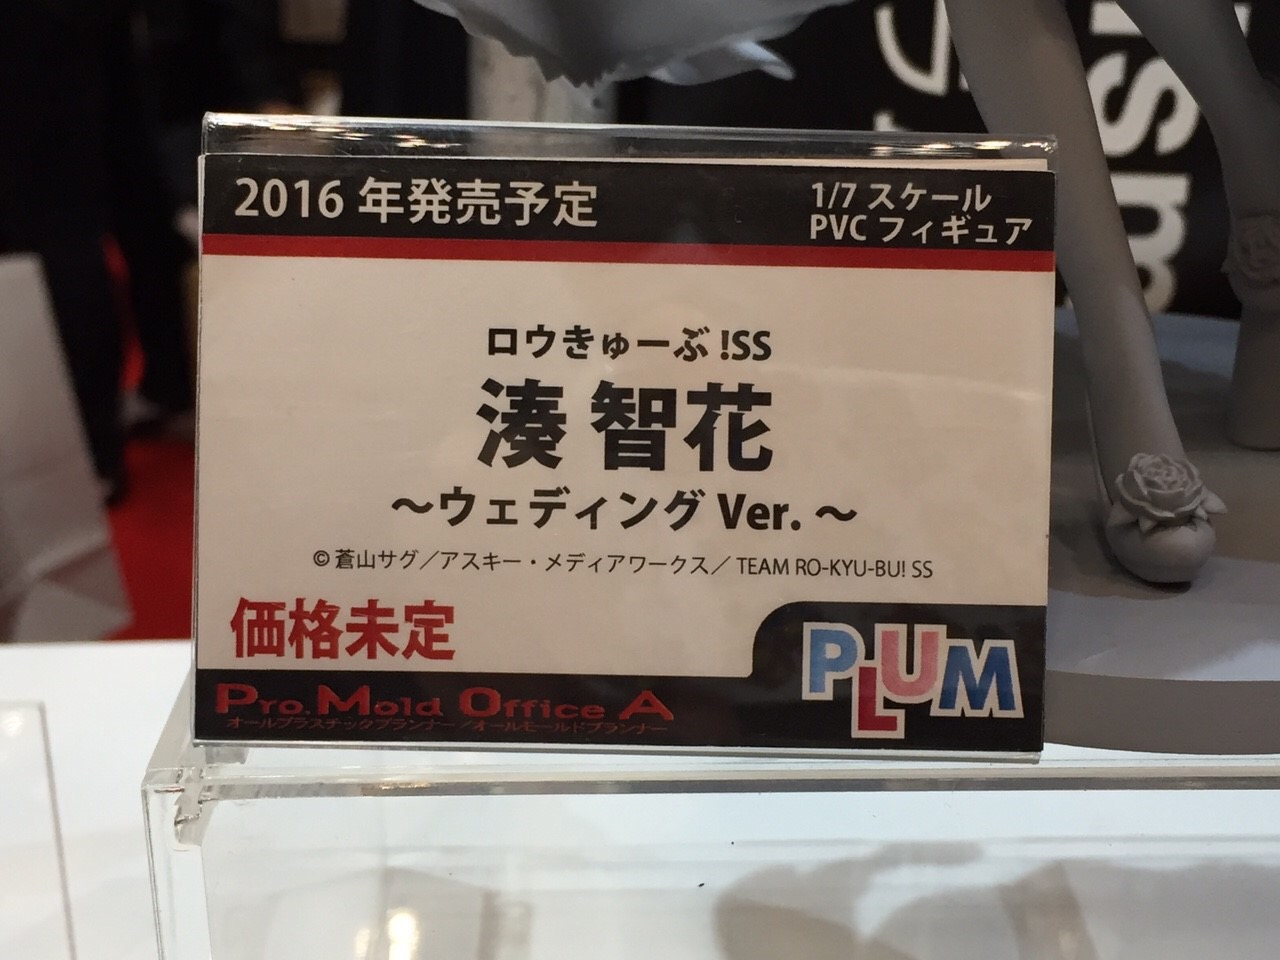 2016 年発売予定
1/7 スケール
PVC フィギュア
ロウきゅーぶ !SS
湊 智花
〜ウェディング Ver. 〜
© 蒼山サグ／アスキー・メディアワークス／ TEAM RO-KYU-BU! SS
価格未定
PLUM
Pro. Mold Office A
オールプラスチックプランナー／オールモールドプランナー